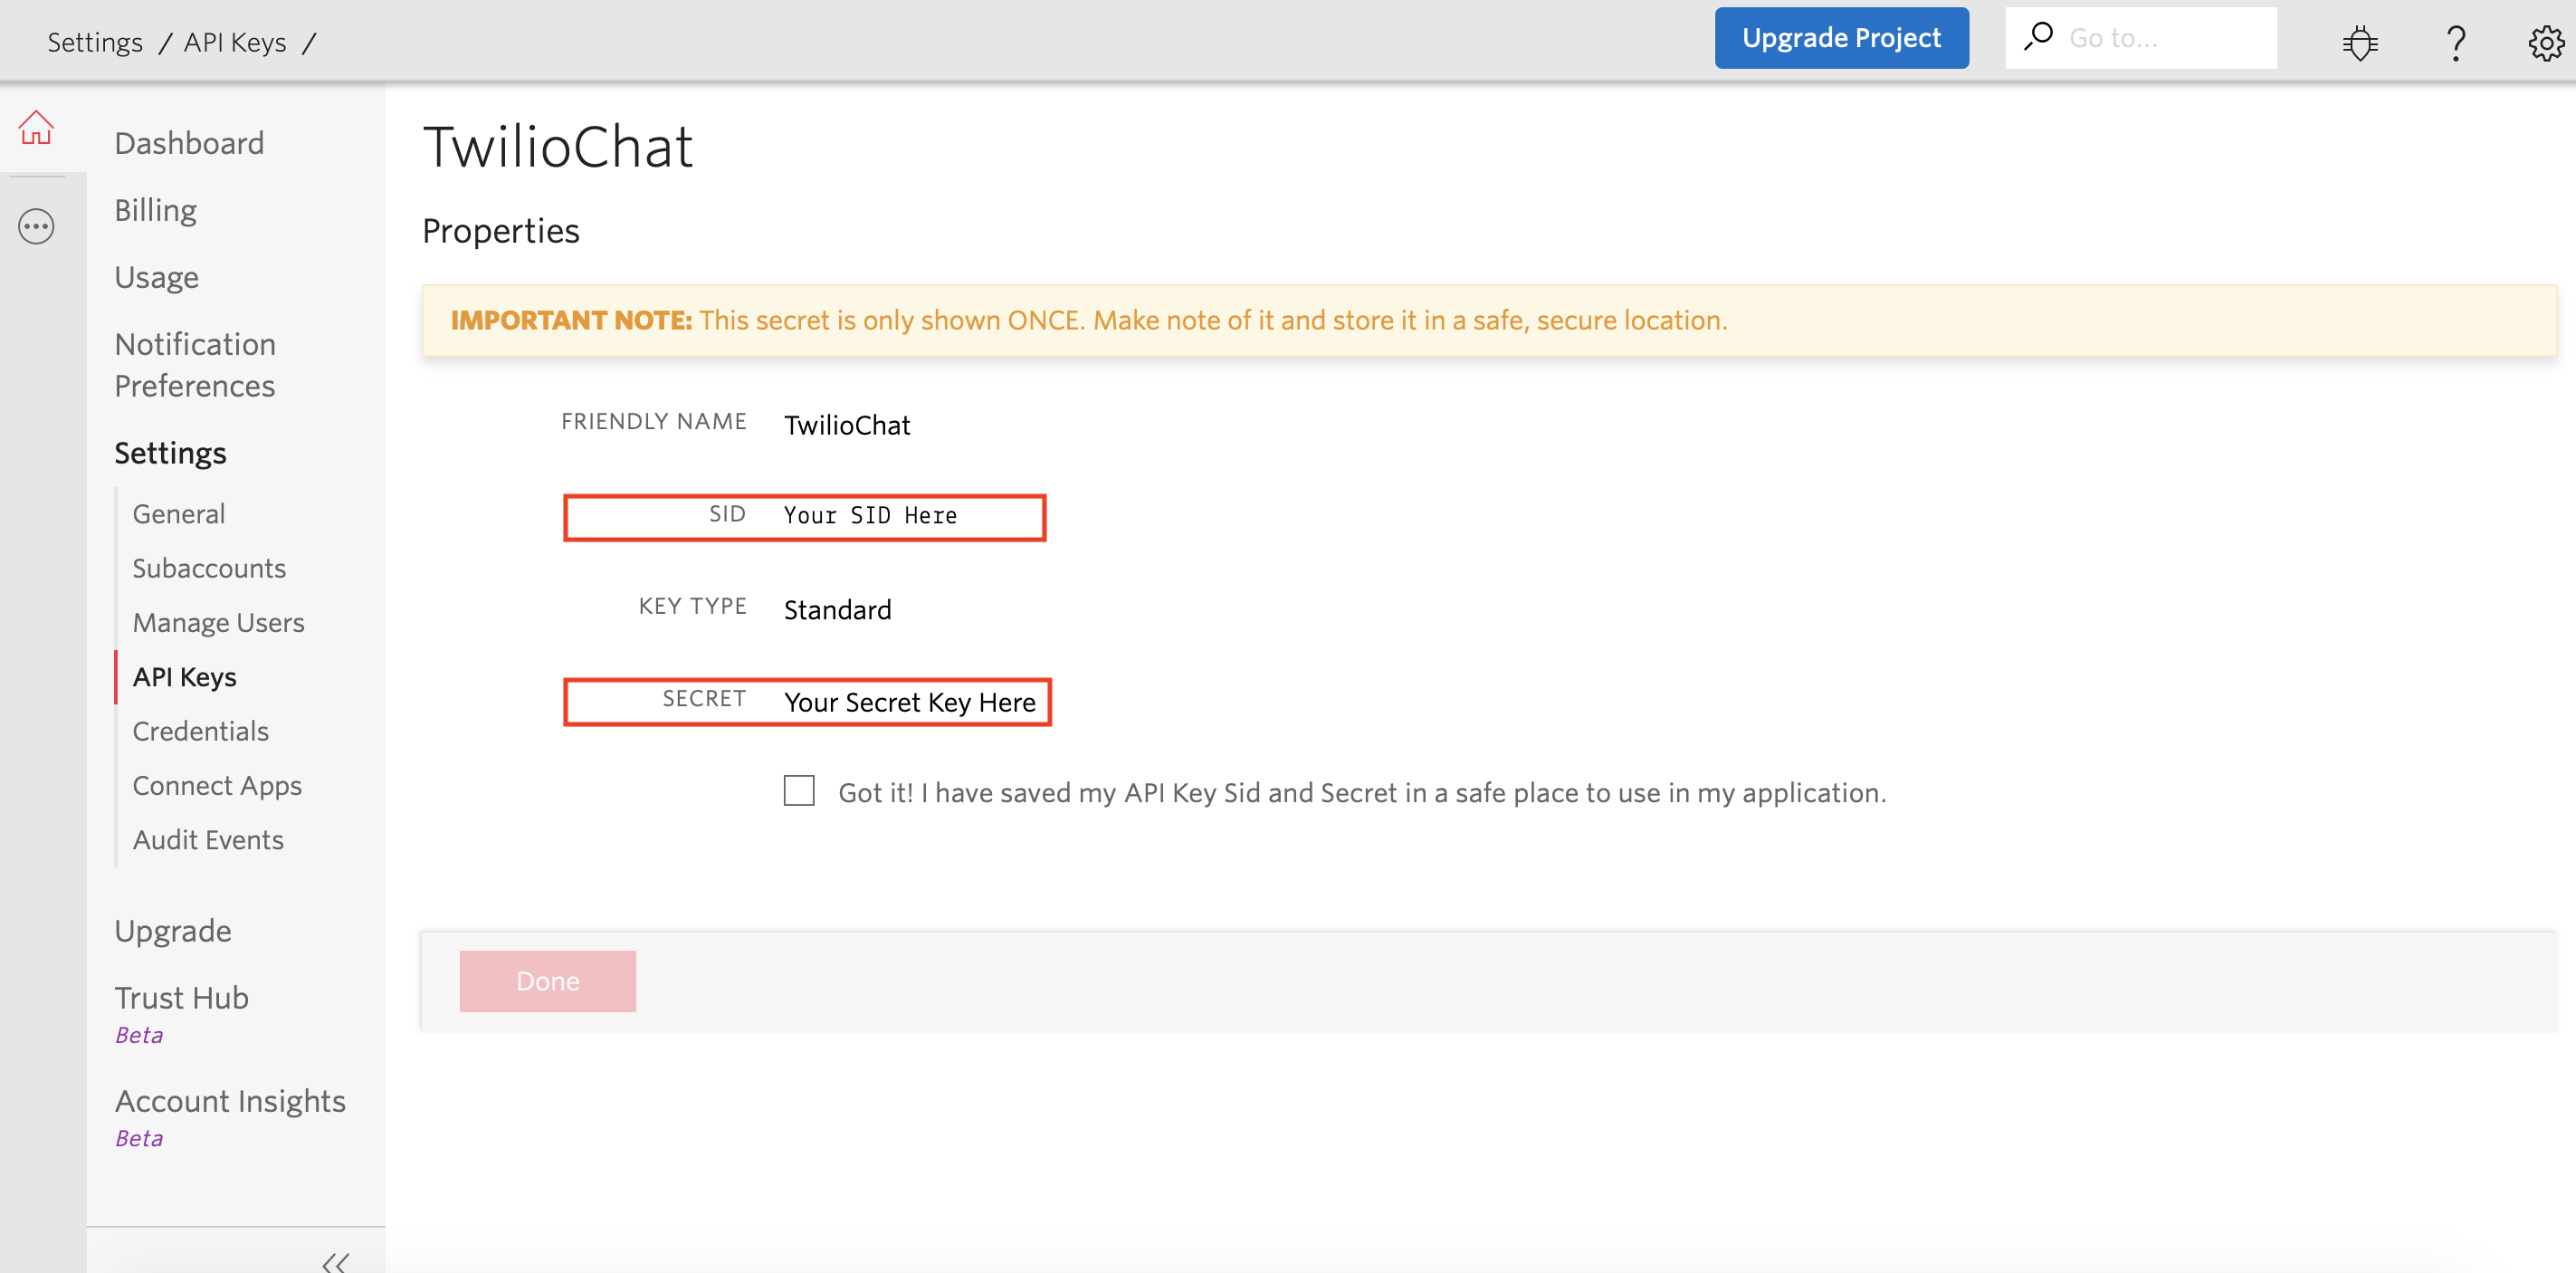 Settings / API Keys /
Upgrade Project
Go to...
Dashboard
Billing
Usage
Notification
Preferences
Settings
General
Subaccounts
Manage Users
API Keys
Credentials
Connect Apps
Audit Events
Upgrade
Trust Hub
Beta
Account Insights
Beta
TwilioChat
Properties
IMPORTANT NOTE: This secret is only shown ONCE. Make note of it and store it in a safe, secure location.
FRIENDLY NAME TwilioChat
SID Your SID Here
KEY TYPE Standard
SECRET Your Secret Key Here
Got it! I have saved my API Key Sid and Secret in a safe place to use in my application.
Done